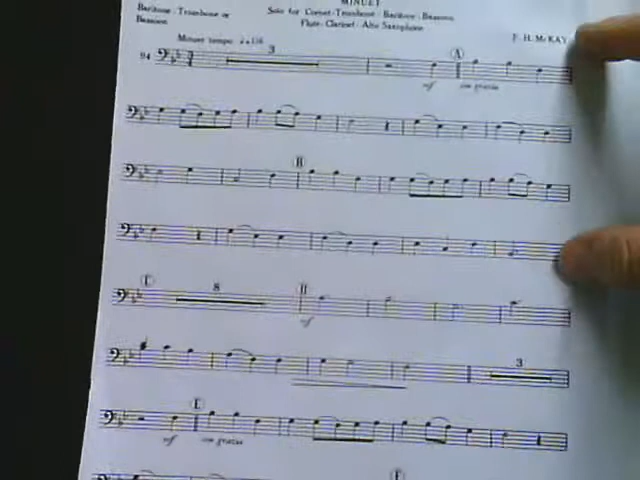 MINUET
Baritone-Trombone or
Bassoon
Solo for Cornet-Trombone-Baritone-Bassoon
Flute-Clarinet-Alto Saxophone
F. H. McKAY
Minuet tempo
94
3
A
mf
con grazia
B
8
mf
3
E
mf
con grazia
F